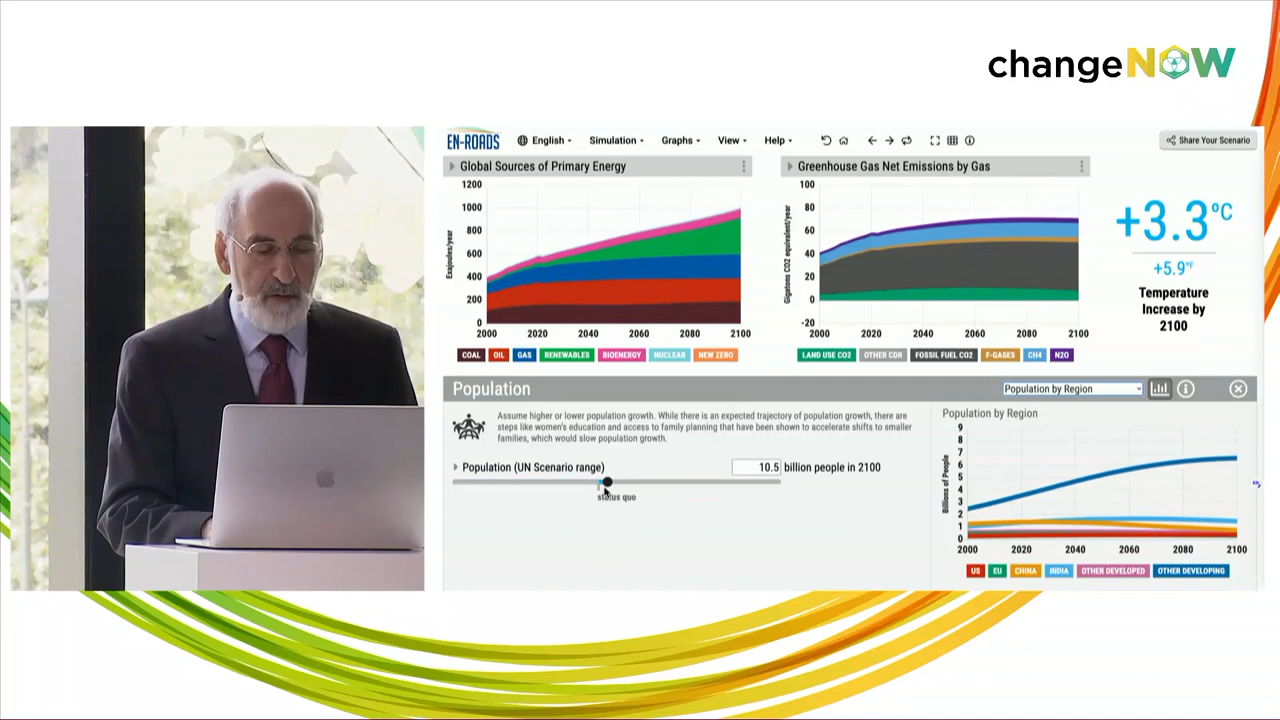 changeNOW
EN-ROADS
English
Simulation
Graphs
View
Help
Share Your Scenario
Global Sources of Primary Energy
1200
1000
800
600
400
200
0
Exajoules/year
2000 2020 2040 2060 2080 2100
COAL OIL GAS RENEWABLES BIOENERGY NUCLEAR NEW ZERO
Greenhouse Gas Net Emissions by Gas
100
80
60
40
20
0
-20
Gigatons CO2 equivalent/year
2000 2020 2040 2060 2080 2100
LAND USE CO2 OTHER CDR FOSSIL FUEL CO2 F-GASES CH4 N2O
+3.3°C
+5.9°F
Temperature
Increase by
2100
Population
Population by Region
Assume higher or lower population growth. While there is an expected trajectory of population growth, there are
steps like women's education and access to family planning that have been shown to accelerate shifts to smaller
families, which would slow population growth.
Population (UN Scenario range)
10.5 billion people in 2100
status quo
Population by Region
9
8
7
6
5
4
3
2
1
0
Billions of People
2000 2020 2040 2060 2080 2100
US EU CHINA INDIA OTHER DEVELOPED OTHER DEVELOPING